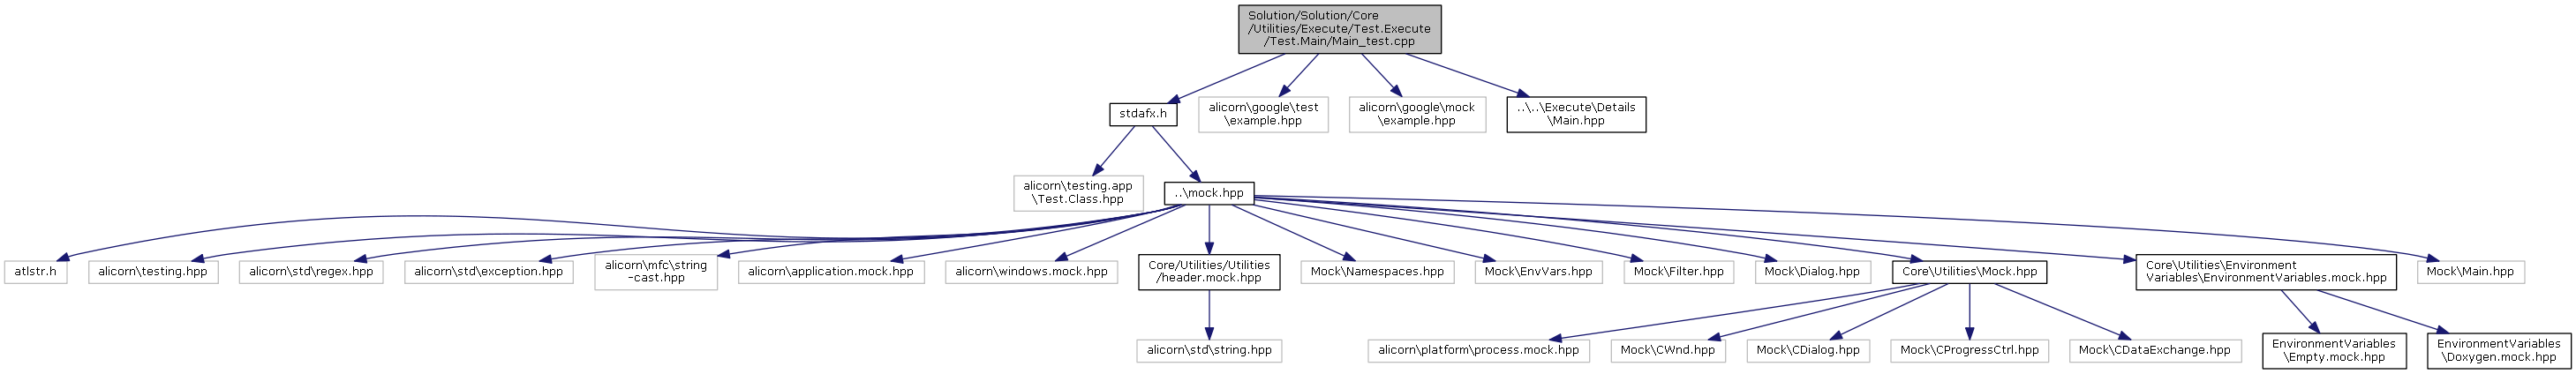 Solution/Solution/Core
/Utilities/Execute/Test.Execute
/Test.Main/Main_test.cpp
stdafx.h
alicorn\google\test
\example.hpp
alicorn\google\mock
\example.hpp
..\..\Execute\Details
\Main.hpp
alicorn\testing.app
\Test.Class.hpp
..\mock.hpp
atlstr.h
alicorn\testing.hpp
alicorn\std\regex.hpp
alicorn\std\exception.hpp
alicorn\mfc\string
-cast.hpp
alicorn\application.mock.hpp
alicorn\windows.mock.hpp
Core/Utilities/Utilities
/header.mock.hpp
Mock\Namespaces.hpp
Mock\EnvVars.hpp
Mock\Filter.hpp
Mock\Dialog.hpp
Core\Utilities\Mock.hpp
Core\Utilities\Environment
Variables\EnvironmentVariables.mock.hpp
Mock\Main.hpp
alicorn\std\string.hpp
alicorn\platform\process.mock.hpp
Mock\CWnd.hpp
Mock\CDialog.hpp
Mock\CProgressCtrl.hpp
Mock\CDataExchange.hpp
EnvironmentVariables
\Empty.mock.hpp
EnvironmentVariables
\Doxygen.mock.hpp